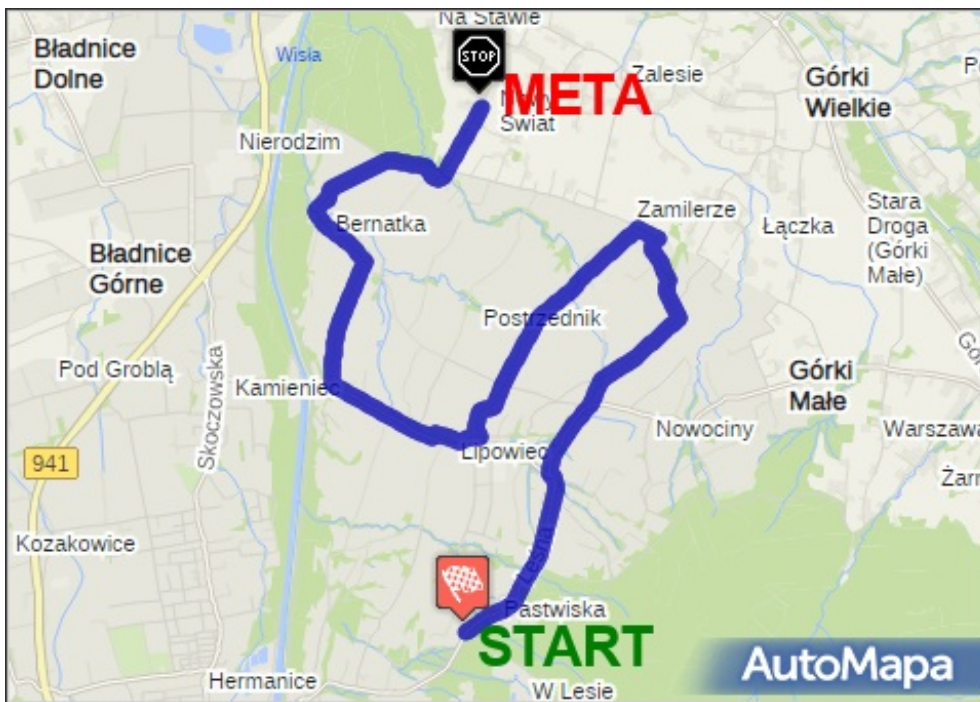 Na Stawie
Bładnice
Dolne
Wisła
STOP
META
Zalesie
Górki
Wielkie
Świat
Nierodzim
Zamilerze
Bernatka
Łączka
Stara
Droga
(Górki
Małe)
Bładnice
Górne
Postrzednik
Pod Groblą
Kamieniec
Skoczowska
Górki
Małe
Nowociny
Warszawa
Lipowiec
941
Kozakowice
Leśna
Pastwiska
START
Hermanice
W Lesie
AutoMapa